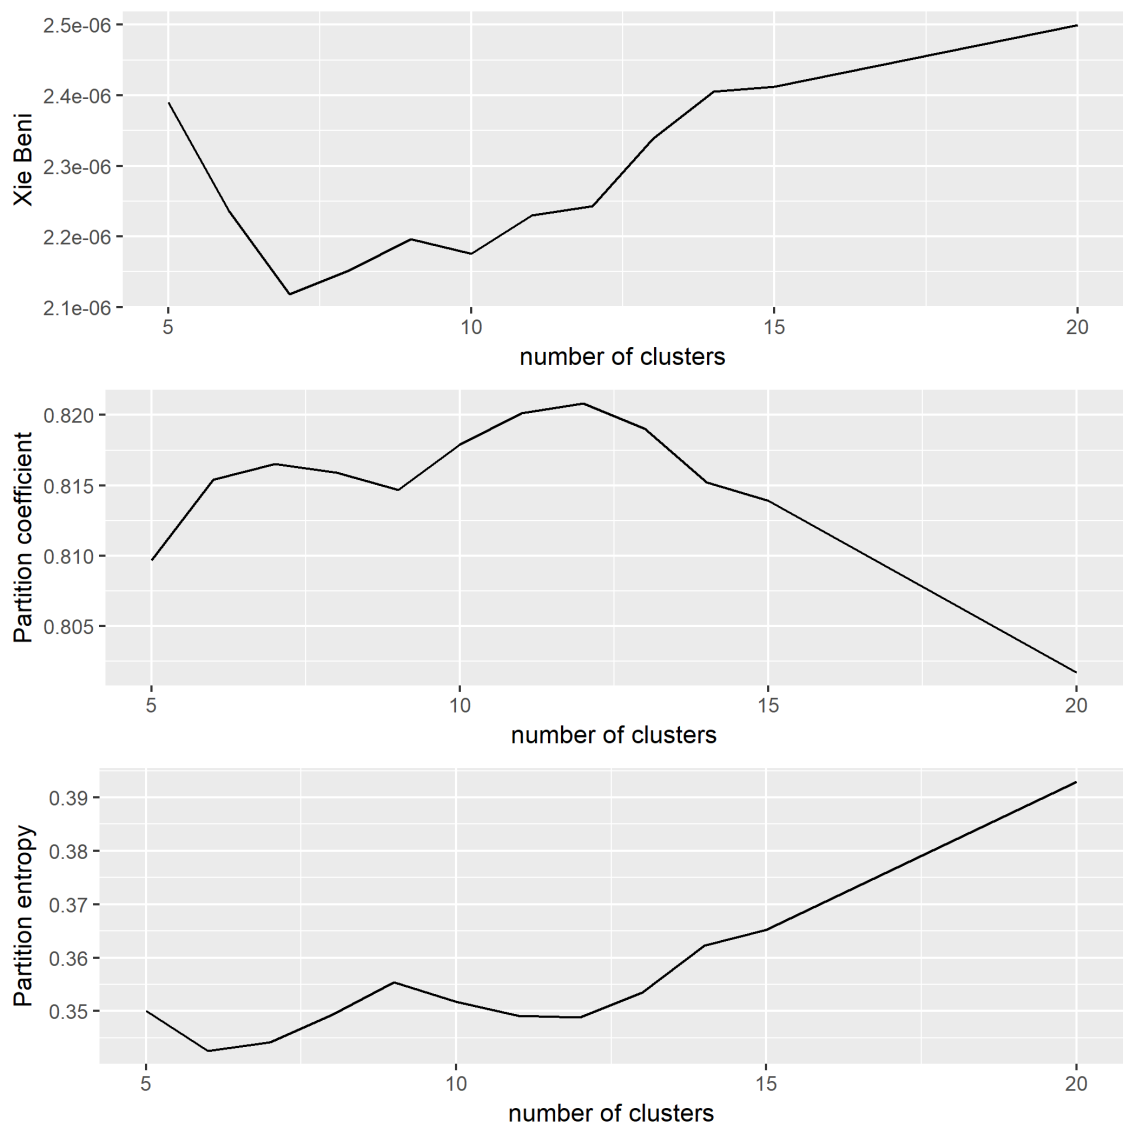 Xie Beni
2.5e-06
2.4e-06
2.3e-06
2.2e-06
2.1e-06
5 10 15 20
number of clusters
Partition coefficient
0.820
0.815
0.810
0.805
5 10 15 20
number of clusters
Partition entropy
0.39
0.38
0.37
0.36
0.35
5 10 15 20
number of clusters